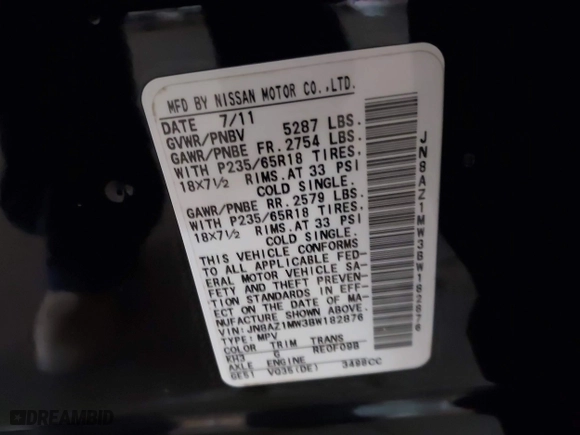 MFD BY NISSAN MOTOR CO.,LTD.
DATE 7/11
GVWR/PNBV 5287 LBS.
GAWR/PNBE FR. 2754 LBS.
WITH P235/65R18 TIRES.
18X7½ RIMS.AT 33 PSI
COLD SINGLE.
GAWR/PNBE RR. 2579 LBS.
WITH P235/65R18 TIRES.
18X7½ RIMS.AT 33 PSI
COLD SINGLE.
THIS VEHICLE CONFORMS
TO ALL APPLICABLE FED-
ERAL MOTOR VEHICLE SA-
FETY AND THEFT PREVEN-
TION STANDARDS IN EFF-
ECT ON THE DATE OF MA-
NUFACTURE SHOWN ABOVE.
VIN: JN8AZ1MW3BW182876
TYPE: MPV
COLOR TRIM TRANS
KH3 G RE0F09B
AXLE ENGINE
GE5T VQ35(DE) 3498CC
JN8AZ1MW3BW182876
DREAMBID